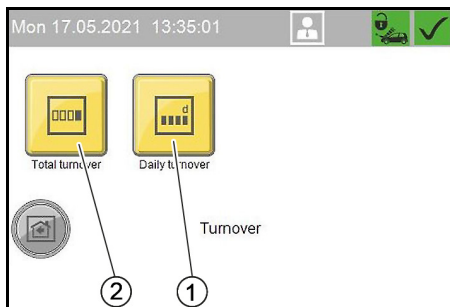 Mon 17.05.2021 13:35:01
d
Total turnover Daily turnover
Turnover
2 1